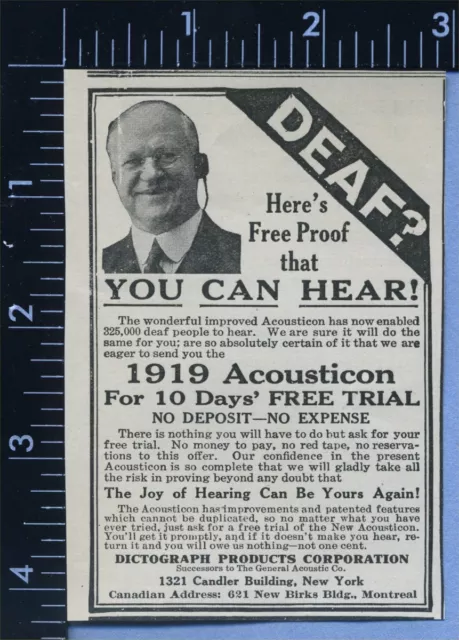 1 2 3
1
2
3
4
DEAF?
Here's
Free Proof
that
YOU CAN HEAR!
The wonderful improved Acousticon has now enabled
325,000 deaf people to hear. We are sure it will do the
same for you; are so absolutely certain of it that we are
eager to send you the
1919 Acousticon
For 10 Days' FREE TRIAL
NO DEPOSIT—NO EXPENSE
There is nothing you will have to do but ask for your
free trial. No money to pay, no red tape, no reserva-
tions to this offer. Our confidence in the present
Acousticon is so complete that we will gladly take all
the risk in proving beyond any doubt that
The Joy of Hearing Can Be Yours Again!
The Acousticon has improvements and patented features
which cannot be duplicated, so no matter what you have
ever tried, just ask for a free trial of the New Acousticon.
You'll get it promptly, and if it doesn't make you hear, re-
turn it and you will owe us nothing—not one cent.
DICTOGRAPH PRODUCTS CORPORATION
Successors to The General Acoustic Co.
1321 Candler Building, New York
Canadian Address: 621 New Birks Bldg., Montreal